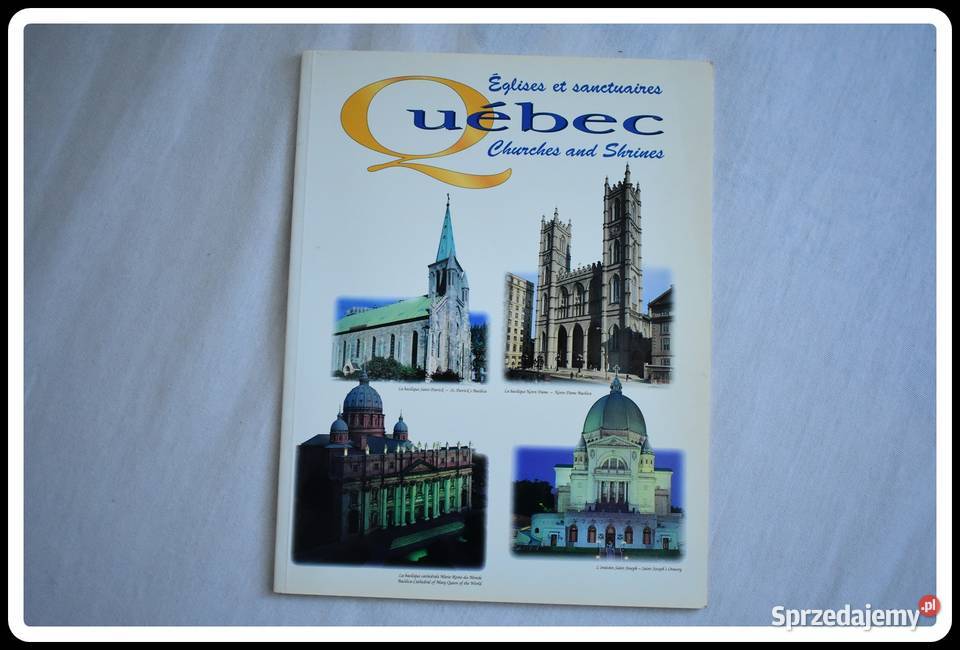 Églises et sanctuaires
Québec
Churches and Shrines
La basilique Saint-Patrick ~ St. Patrick's Basilica
La basilique Notre-Dame ~ Notre-Dame Basilica
La basilique cathédrale Marie-Reine-du-Monde
Basilica-Cathedral of Mary Queen of the World
L'oratoire Saint-Joseph ~ Saint Joseph's Oratory
Sprzedajemy.pl